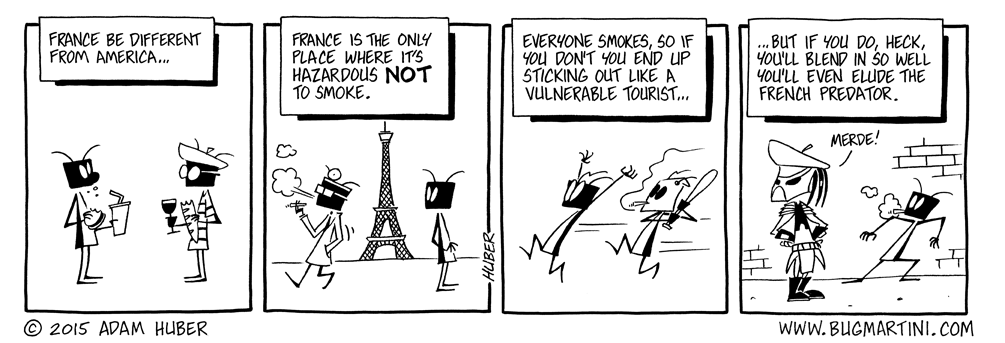 FRANCE BE DIFFERENT
FROM AMERICA...
FRANCE IS THE ONLY
PLACE WHERE IT'S
HAZARDOUS NOT
TO SMOKE.
HUBER
EVERYONE SMOKES, SO IF
YOU DON'T YOU END UP
STICKING OUT LIKE A
VULNERABLE TOURIST...
...BUT IF YOU DO, HECK,
YOU'LL BLEND IN SO WELL
YOU'LL EVEN ELUDE THE
FRENCH PREDATOR.
MERDE!
© 2015 ADAM HUBER
WWW.BUGMARTINI.COM